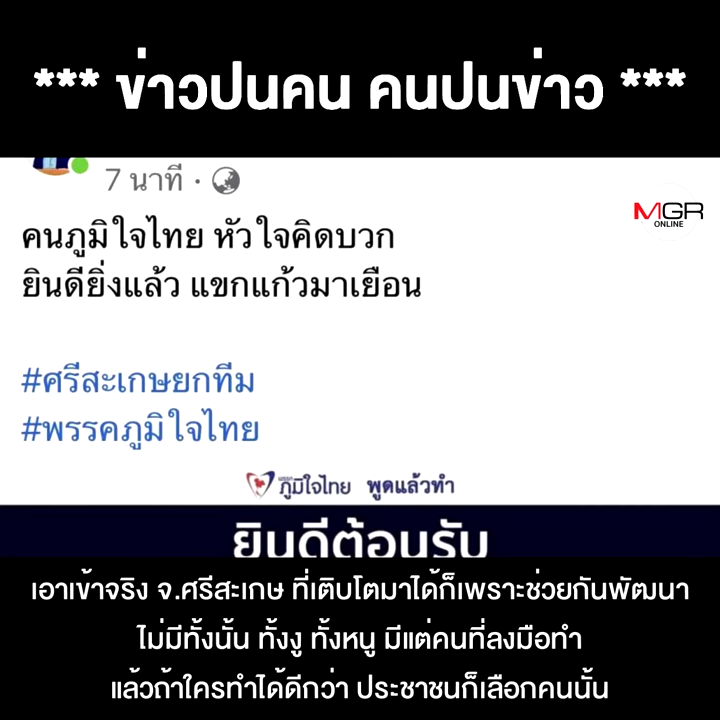 *** ข่าวปนคน คนปนข่าว ***
7 นาที ·
MGR
ONLINE
คนภูมิใจไทย หัวใจคิดบวก
ยินดียิ่งแล้ว แขกแก้วมาเยือน
#ศรีสะเกษยกทีม
#พรรคภูมิใจไทย
ภูมิใจไทย พูดแล้วทำ
ยินดีต้อนรับ
เอาเข้าจริง จ.ศรีสะเกษ ที่เติบโตมาได้ก็เพราะช่วยกันพัฒนา
ไม่มีทั้งนั้น ทั้งงู ทั้งหนู มีแต่คนที่ลงมือทำ
แล้วถ้าใครทำได้ดีกว่า ประชาชนก็เลือกคนนั้น